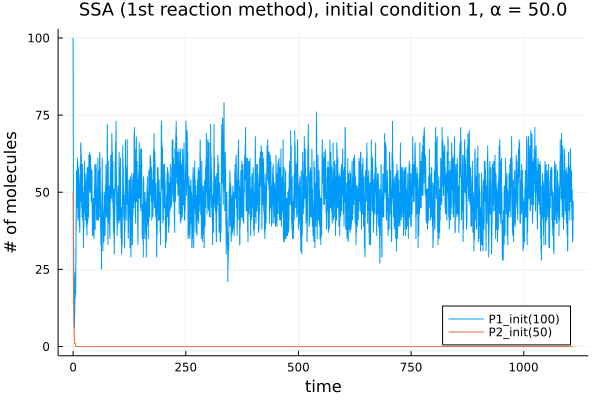 SSA (1st reaction method), initial condition 1, α = 50.0
# of molecules
100
75
50
25
0
0 250 500 750 1000
time
P1_init(100)
P2_init(50)